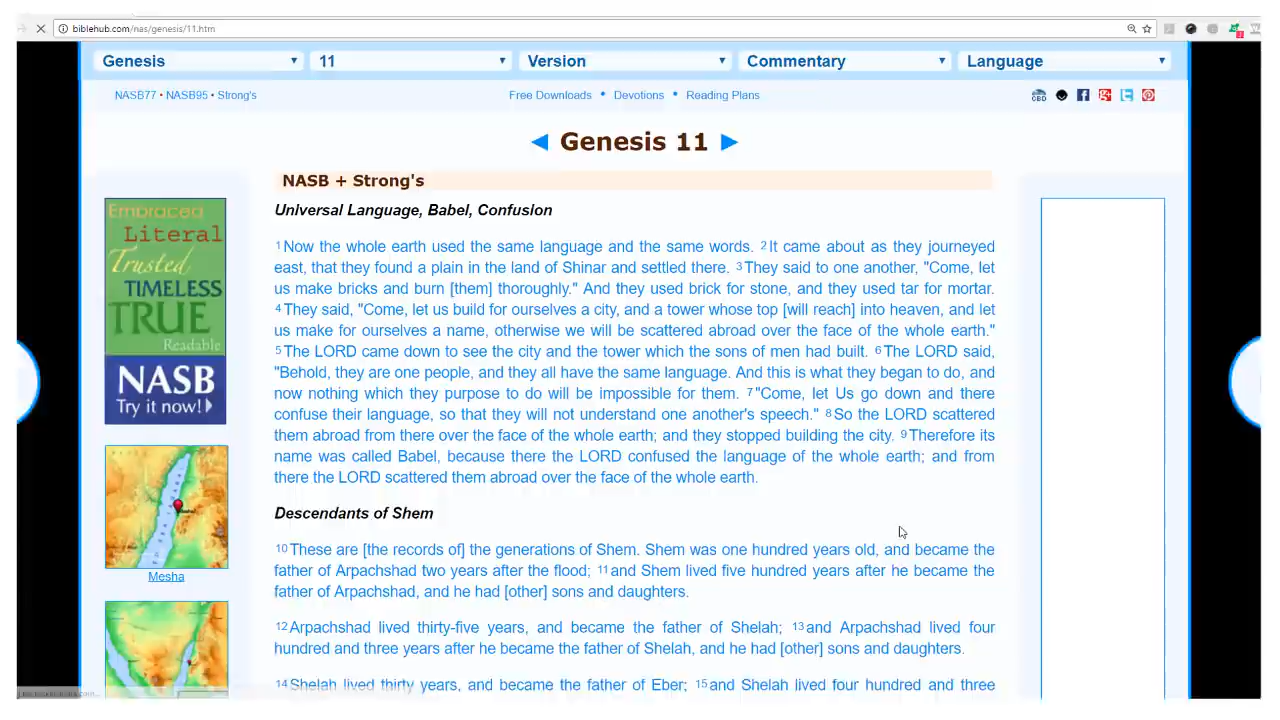 biblehub.com/nas/genesis/11.htm
Genesis 11 Version Commentary Language
NASB77 • NASB95 • Strong's Free Downloads • Devotions • Reading Plans
CBD
◄ Genesis 11 ►
NASB + Strong's
Universal Language, Babel, Confusion
1Now the whole earth used the same language and the same words. 2It came about as they journeyed
east, that they found a plain in the land of Shinar and settled there. 3They said to one another, "Come, let
us make bricks and burn [them] thoroughly." And they used brick for stone, and they used tar for mortar.
4They said, "Come, let us build for ourselves a city, and a tower whose top [will reach] into heaven, and let
us make for ourselves a name, otherwise we will be scattered abroad over the face of the whole earth."
5The LORD came down to see the city and the tower which the sons of men had built. 6The LORD said,
"Behold, they are one people, and they all have the same language. And this is what they began to do, and
now nothing which they purpose to do will be impossible for them. 7"Come, let Us go down and there
confuse their language, so that they will not understand one another's speech." 8So the LORD scattered
them abroad from there over the face of the whole earth; and they stopped building the city. 9Therefore its
name was called Babel, because there the LORD confused the language of the whole earth; and from
there the LORD scattered them abroad over the face of the whole earth.
Descendants of Shem
10These are [the records of] the generations of Shem. Shem was one hundred years old, and became the
father of Arpachshad two years after the flood; 11and Shem lived five hundred years after he became the
father of Arpachshad, and he had [other] sons and daughters.
12Arpachshad lived thirty-five years, and became the father of Shelah; 13and Arpachshad lived four
hundred and three years after he became the father of Shelah, and he had [other] sons and daughters.
14Shelah lived thirty years, and became the father of Eber; 15and Shelah lived four hundred and three
Embraced
Literal
Trusted
TIMELESS
TRUE
Readable
NASB
Try it now!
Mesha